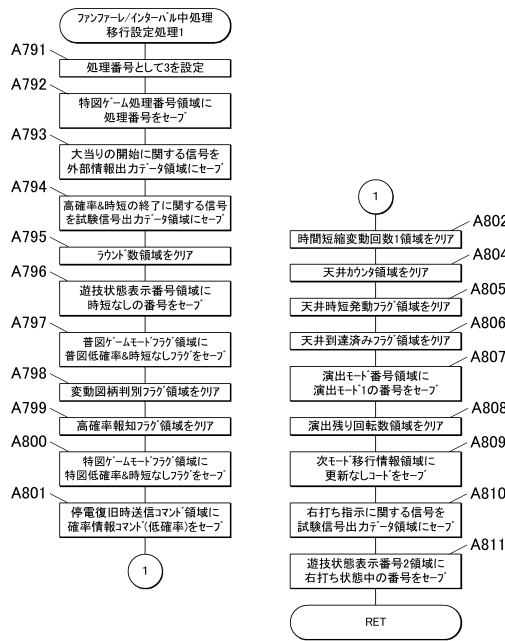 ファンファーレ/インターバル中処理
移行設定処理1
A791
処理番号として3を設定
A792
特図ゲーム処理番号領域に
処理番号をセーブ
A793
大当りの開始に関する信号を
外部情報出力データ領域にセーブ
A794
高確率&時短の終了に関する信号
を試験信号出力データ領域にセーブ
A795
ラウンド数領域をクリア
A796
遊技状態表示番号領域に
時短なしの番号をセーブ
A797
普図ゲームモードフラグ領域に
普図低確率&時短なしフラグをセーブ
A798
変動図柄判別フラグ領域をクリア
A799
高確率報知フラグ領域をクリア
A800
特図ゲームモードフラグ領域に
特図低確率&時短なしフラグをセーブ
A801
停電復旧時送信コマンド領域に
確率情報コマンド(低確率)をセーブ
1
1
A802
時間短縮変動回数1領域をクリア
A804
天井カウンタ領域をクリア
A805
天井時短発動フラグ領域をクリア
A806
天井到達済みフラグ領域をクリア
A807
演出モード番号領域に
演出モード1の番号をセーブ
A808
演出残り回転数領域をクリア
A809
次モード移行情報領域に
更新なしコードをセーブ
A810
右打ち指示に関する信号を
試験信号出力データ領域にセーブ
A811
遊技状態表示番号2領域に
右打ち状態中の番号をセーブ
RET